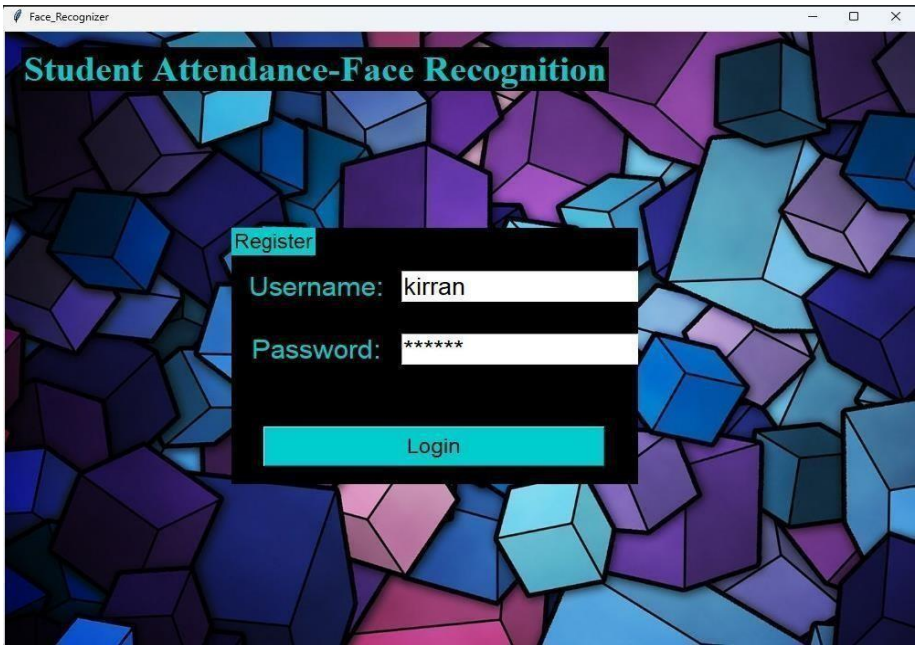 Face_Recognizer
Student Attendance-Face Recognition
Register
Username: kirran
Password: ******
Login